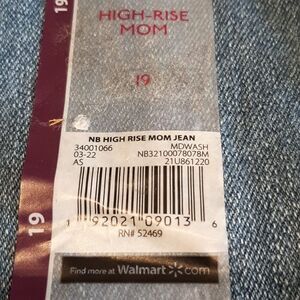 19
HIGH-RISE
MOM
19
NB HIGH RISE MOM JEAN
34001066 MDWASH
03-22 NB32100078078M
AS 21U861220
1 92021 09013 6
RN# 52469
19
Find more at Walmart.com